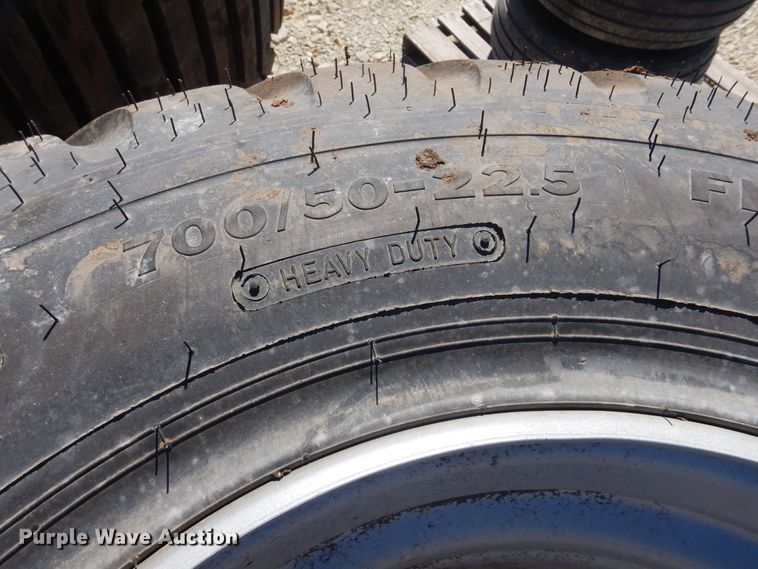 700/50-22.5
HEAVY DUTY
Purple Wave Auction